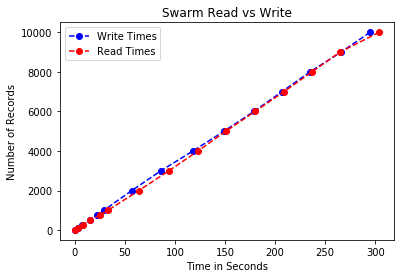 Swarm Read vs Write
Write Times
Read Times
Number of Records
10000
8000
6000
4000
2000
0
0
50
100
150
200
250
300
Time in Seconds